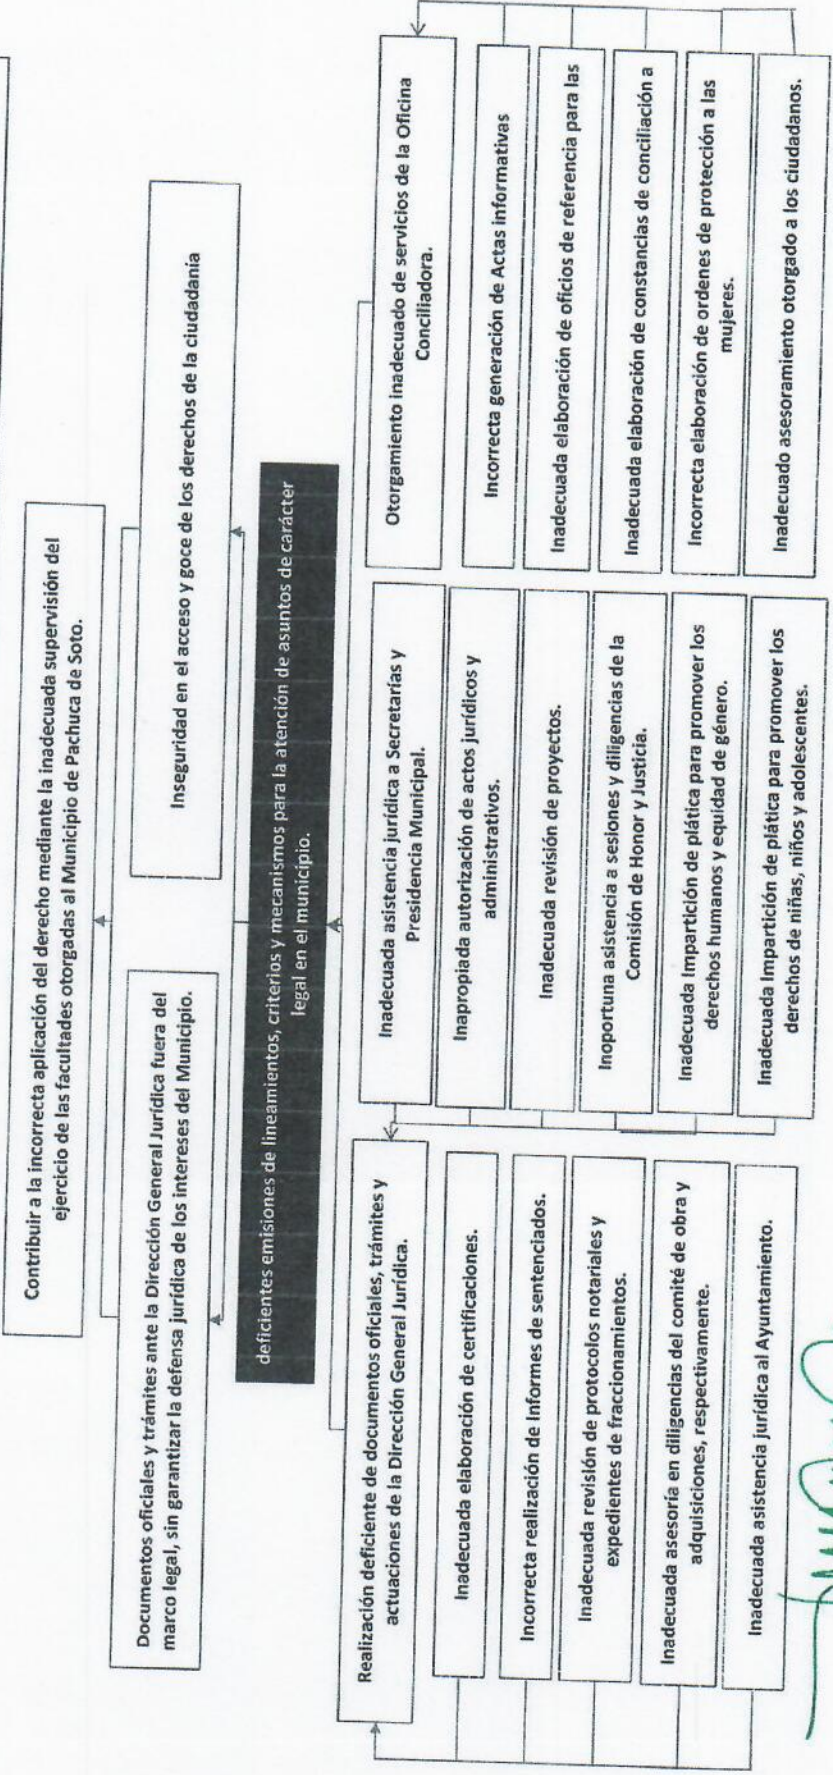 Contribuir a la incorrecta aplicación del derecho mediante la inadecuada supervisión del
ejercicio de las facultades otorgadas al Municipio de Pachuca de Soto.
Documentos oficiales y trámites ante la Dirección General Jurídica fuera del
marco legal, sin garantizar la defensa jurídica de los intereses del Municipio.
Inseguridad en el acceso y goce de los derechos de la ciudadanía
deficientes emisiones de lineamientos, criterios y mecanismos para la atención de asuntos de carácter
legal en el municipio.
Realización deficiente de documentos oficiales, trámites y
actuaciones de la Dirección General Jurídica.
Inadecuada elaboración de certificaciones.
Incorrecta realización de Informes de sentenciados.
Inadecuada revisión de protocolos notariales y
expedientes de fraccionamientos.
Inadecuada asesoría en diligencias del comité de obra y
adquisiciones, respectivamente.
Inadecuada asistencia jurídica al Ayuntamiento.
Inadecuada asistencia jurídica a Secretarías y
Presidencia Municipal.
Inapropiada autorización de actos jurídicos y
administrativos.
Inadecuada revisión de proyectos.
Inoportuna asistencia a sesiones y diligencias de la
Comisión de Honor y Justicia.
Inadecuada Impartición de plática para promover los
derechos humanos y equidad de género.
Inadecuada Impartición de plática para promover los
derechos de niñas, niños y adolescentes.
Otorgamiento inadecuado de servicios de la Oficina
Conciliadora.
Incorrecta generación de Actas informativas
Inadecuada elaboración de oficios de referencia para las
Inadecuada elaboración de constancias de conciliación a
Incorrecta elaboración de ordenes de protección a las
mujeres.
Inadecuado asesoramiento otorgado a los ciudadanos.